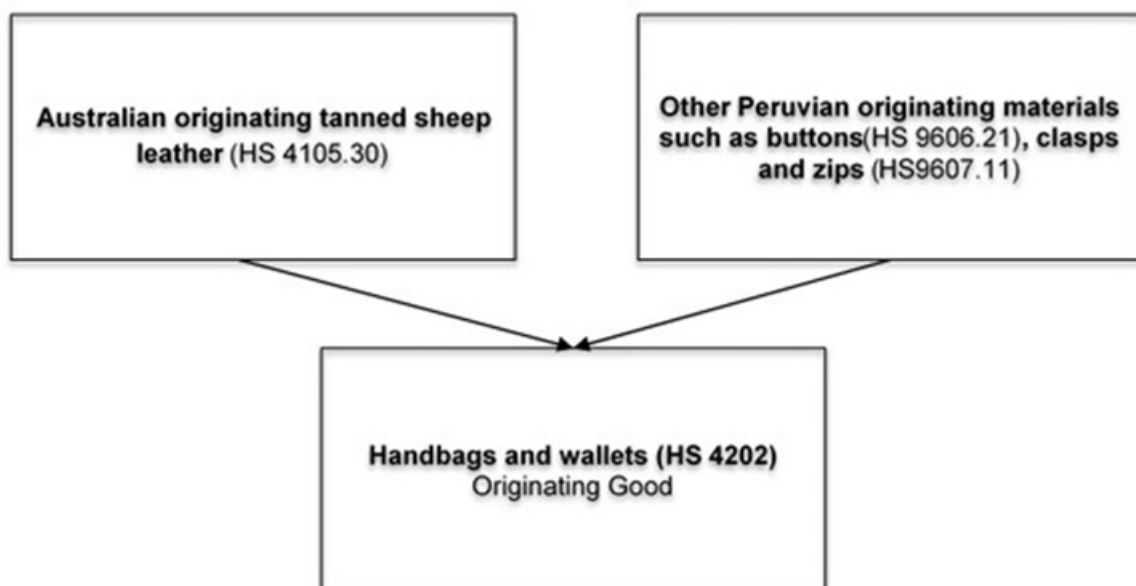 Australian originating tanned sheep
leather (HS 4105.30)
Other Peruvian originating materials
such as buttons(HS 9606.21), clasps
and zips (HS9607.11)
Handbags and wallets (HS 4202)
Originating Good